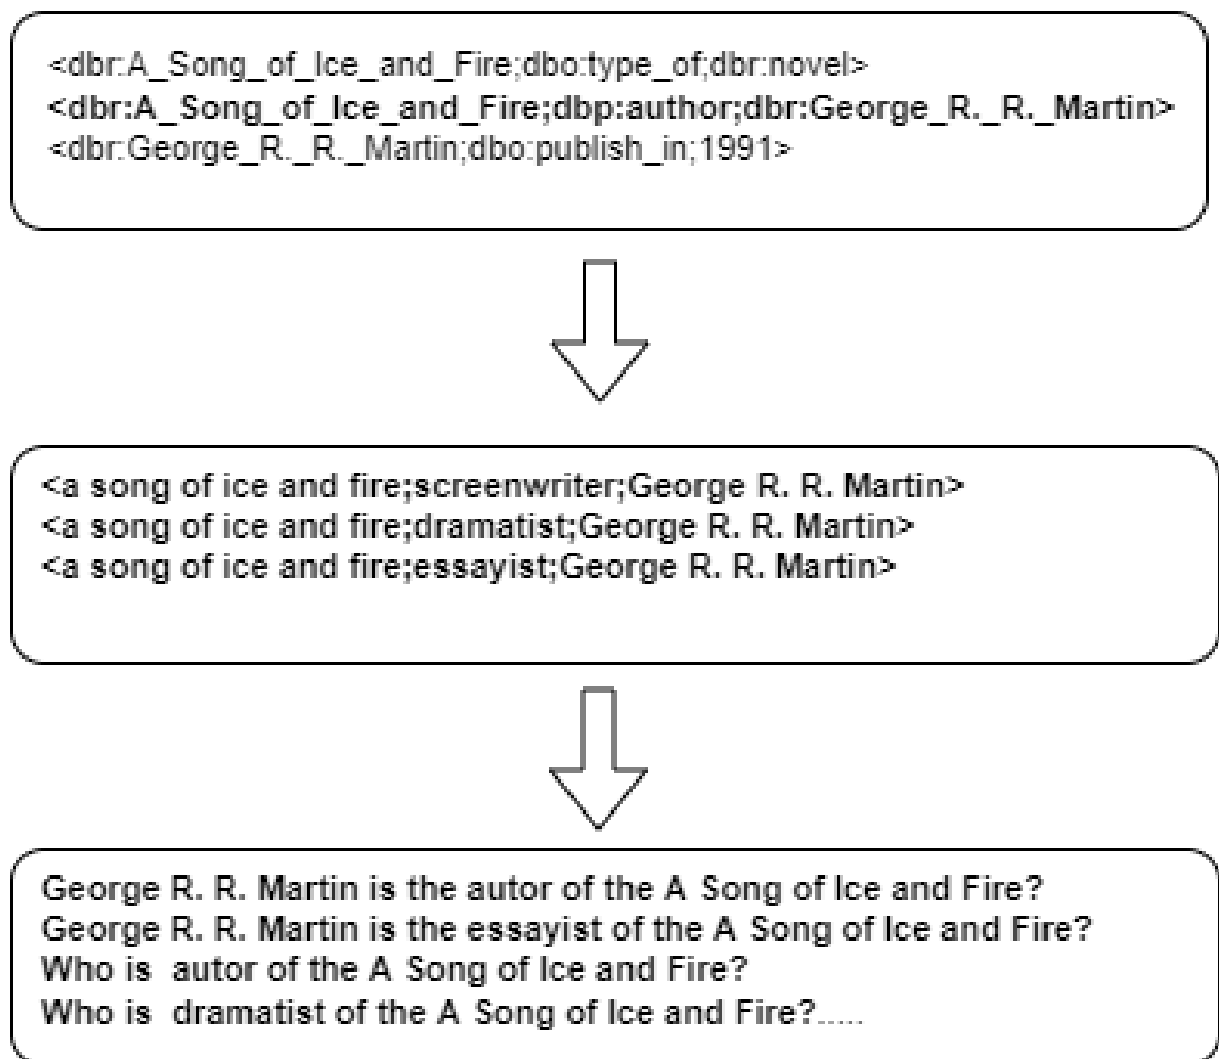 <dbr:A_Song_of_Ice_and_Fire;dbo:type_of;dbr:novel>
<dbr:A_Song_of_Ice_and_Fire;dbp:author;dbr:George_R._R._Martin>
<dbr:George_R._R._Martin;dbo:publish_in;1991>
<a song of ice and fire;screenwriter;George R. R. Martin>
<a song of ice and fire;dramatist;George R. R. Martin>
<a song of ice and fire;essayist;George R. R. Martin>
George R. R. Martin is the autor of the A Song of Ice and Fire?
George R. R. Martin is the essayist of the A Song of Ice and Fire?
Who is  autor of the A Song of Ice and Fire?
Who is  dramatist of the A Song of Ice and Fire?.....